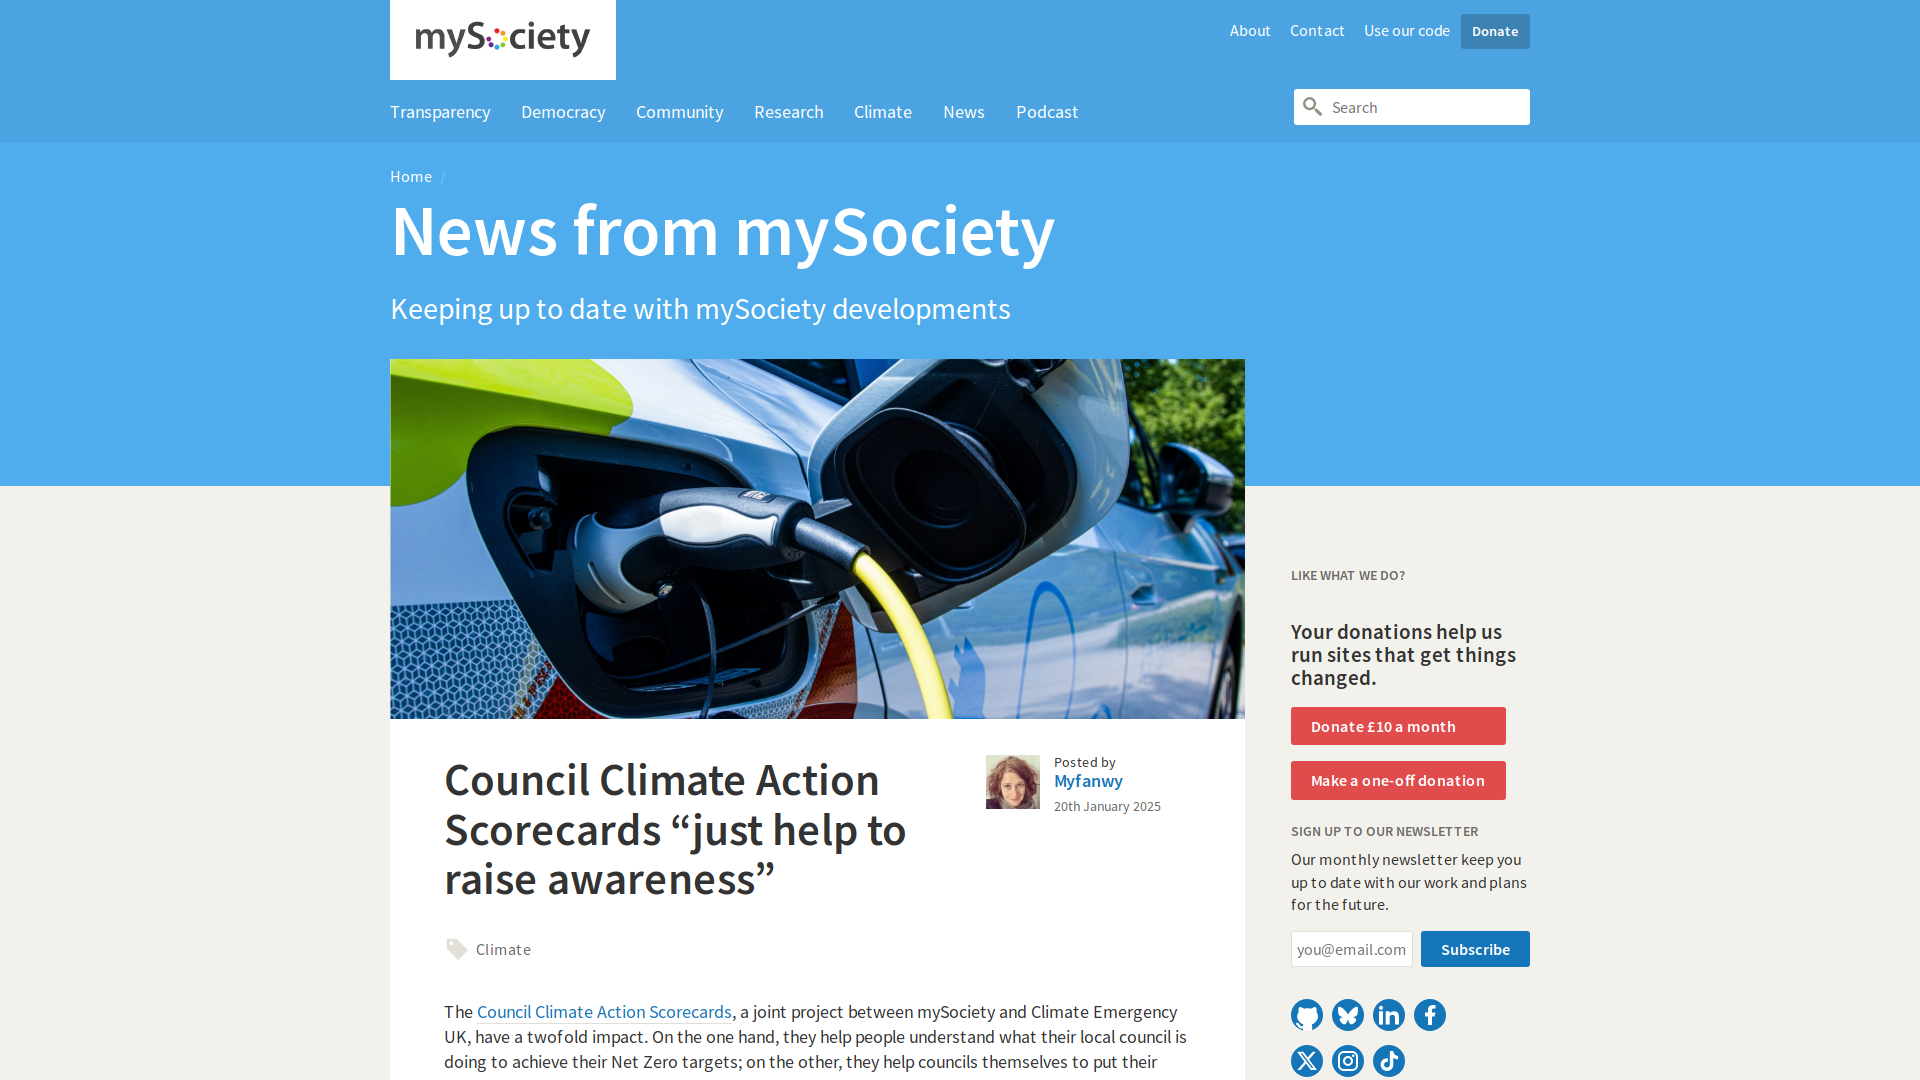 mySociety
About Contact Use our code Donate
Transparency Democracy Community Research Climate News Podcast
Search
Home /
News from mySociety
Keeping up to date with mySociety developments
Council Climate Action
Scorecards “just help to
raise awareness”
Posted by
Myfanwy
20th January 2025
Climate
The Council Climate Action Scorecards, a joint project between mySociety and Climate Emergency
UK, have a twofold impact. On the one hand, they help people understand what their local council is
doing to achieve their Net Zero targets; on the other, they help councils themselves to put their
LIKE WHAT WE DO?
Your donations help us
run sites that get things
changed.
Donate £10 a month
Make a one-off donation
SIGN UP TO OUR NEWSLETTER
Our monthly newsletter keep you
up to date with our work and plans
for the future.
you@email.com Subscribe